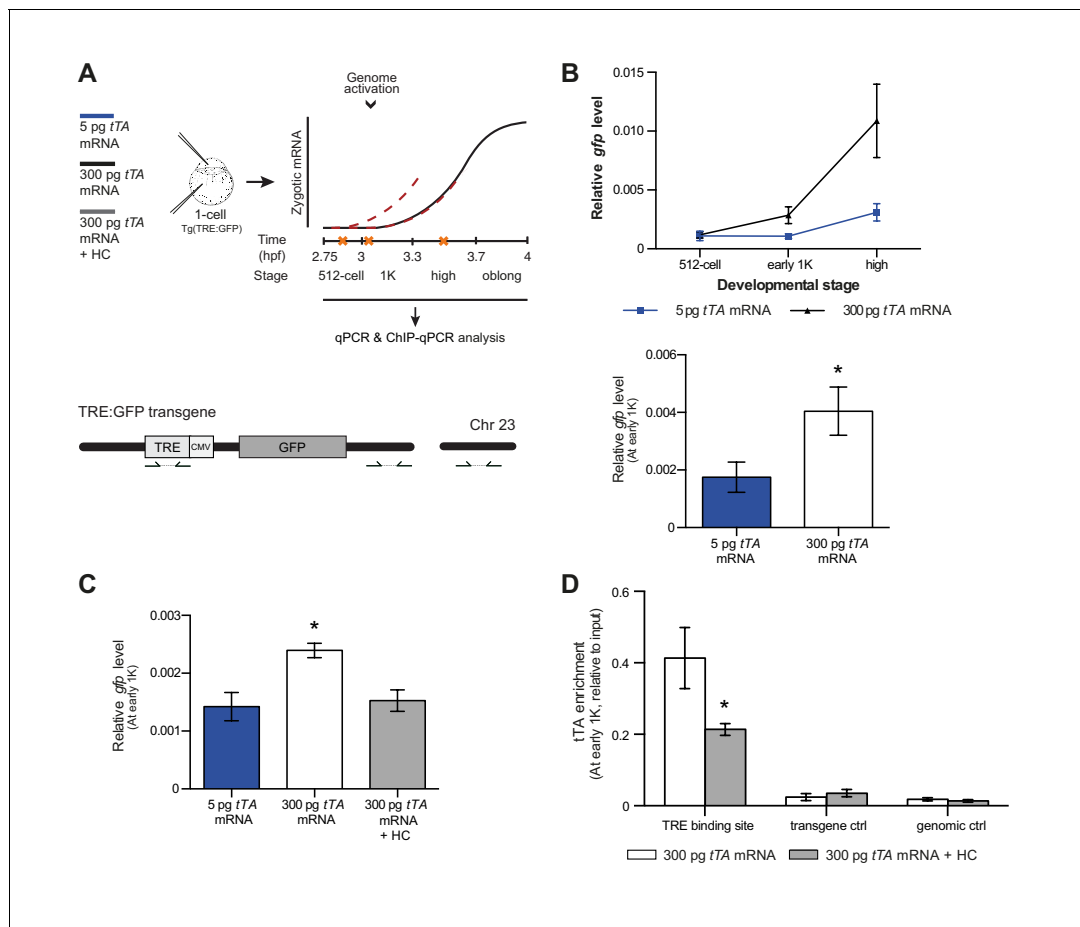 A
5 pg tTA
mRNA
300 pg tTA
mRNA
300 pg tTA
mRNA
+ HC
1-cell
Tg(TRE:GFP)
Genome
activation
Zygotic mRNA
Time
(hpf)
2.75 3 3.3 3.7 4
Stage 512-cell 1K high oblong
qPCR & ChIP-qPCR analysis
TRE:GFP transgene
Chr 23
TRE CMV GFP
B
Relative gfp level
0.015
0.010
0.005
0
512-cell early 1K high
Developmental stage
5 pg tTA mRNA 300 pg tTA mRNA
Relative gfp level
(At early 1K)
0.006
0.004
0.002
0
*
5 pg tTA
mRNA
300 pg tTA
mRNA
C
Relative gfp level
(At early 1K)
0.003
0.002
0.001
0
*
5 pg tTA
mRNA
300 pg tTA
mRNA
300 pg tTA
mRNA
+ HC
D
tTA enrichment
(At early 1K, relative to input)
0.6
0.4
0.2
0
*
TRE binding site transgene ctrl genomic ctrl
300 pg tTA mRNA 300 pg tTA mRNA + HC